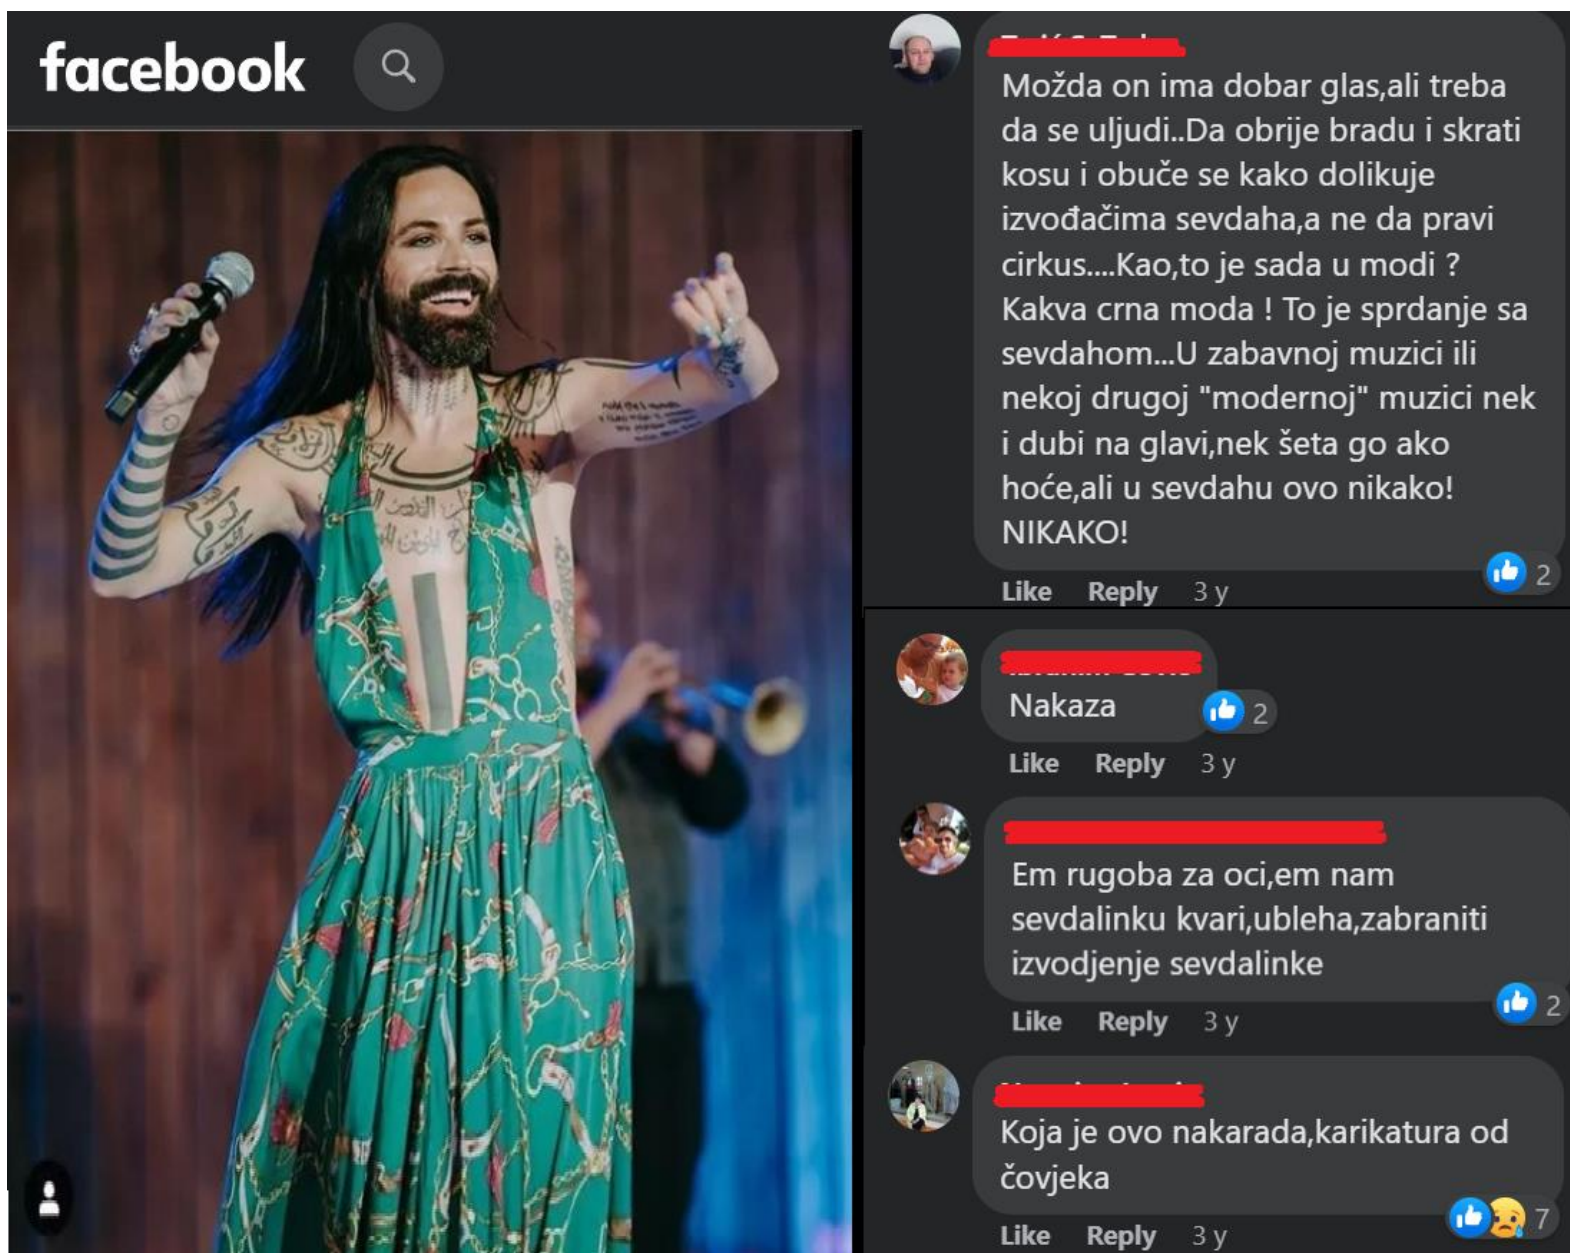 facebook
Možda on ima dobar glas,ali treba
da se uljudi..Da obrije bradu i skrati
kosu i obuče se kako dolikuje
izvođačima sevdaha,a ne da pravi
cirkus....Kao,to je sada u modi ?
Kakva crna moda ! To je sprdanje sa
sevdahom...U zabavnoj muzici ili
nekoj drugoj "modernoj" muzici nek
i dubi na glavi,nek šeta go ako
hoće,ali u sevdahu ovo nikako!
NIKAKO!
2
Like Reply 3 y
Nakaza
2
Like Reply 3 y
Em rugoba za oci,em nam
sevdalinku kvari,ubleha,zabraniti
izvodjenje sevdalinke
2
Like Reply 3 y
Koja je ovo nakarada,karikatura od
čovjeka
7
Like Reply 3 y